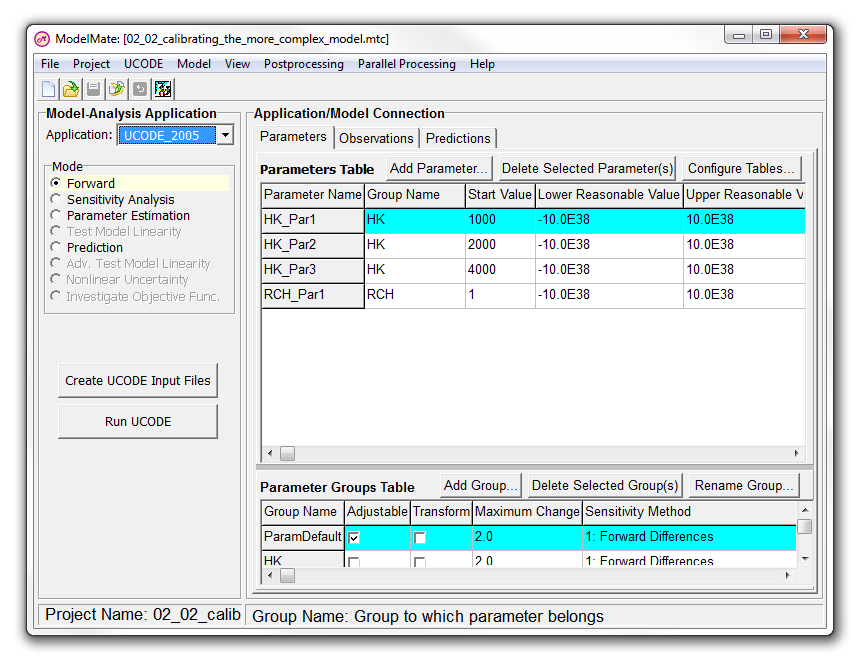 ModelMate: [02_02_calibrating_the_more_complex_model.mtc]
File Project UCODE Model View Postprocessing Parallel Processing Help
Model-Analysis Application
Application: UCODE_2005
Mode
Forward
Sensitivity Analysis
Parameter Estimation
Test Model Linearity
Prediction
Adv. Test Model Linearity
Nonlinear Uncertainty
Investigate Objective Func.
Create UCODE Input Files
Run UCODE
Application/Model Connection
Parameters Observations Predictions
Parameters Table Add Parameter... Delete Selected Parameter(s) Configure Tables...
Parameter Name Group Name Start Value Lower Reasonable Value Upper Reasonable V
HK_Par1 HK 1000 -10.0E38 10.0E38
HK_Par2 HK 2000 -10.0E38 10.0E38
HK_Par3 HK 4000 -10.0E38 10.0E38
RCH_Par1 RCH 1 -10.0E38 10.0E38
Parameter Groups Table Add Group... Delete Selected Group(s) Rename Group...
Group Name Adjustable Transform Maximum Change Sensitivity Method
ParamDefault 2.0 1: Forward Differences
HK 2.0 1: Forward Differences
Project Name: 02_02_calib Group Name: Group to which parameter belongs